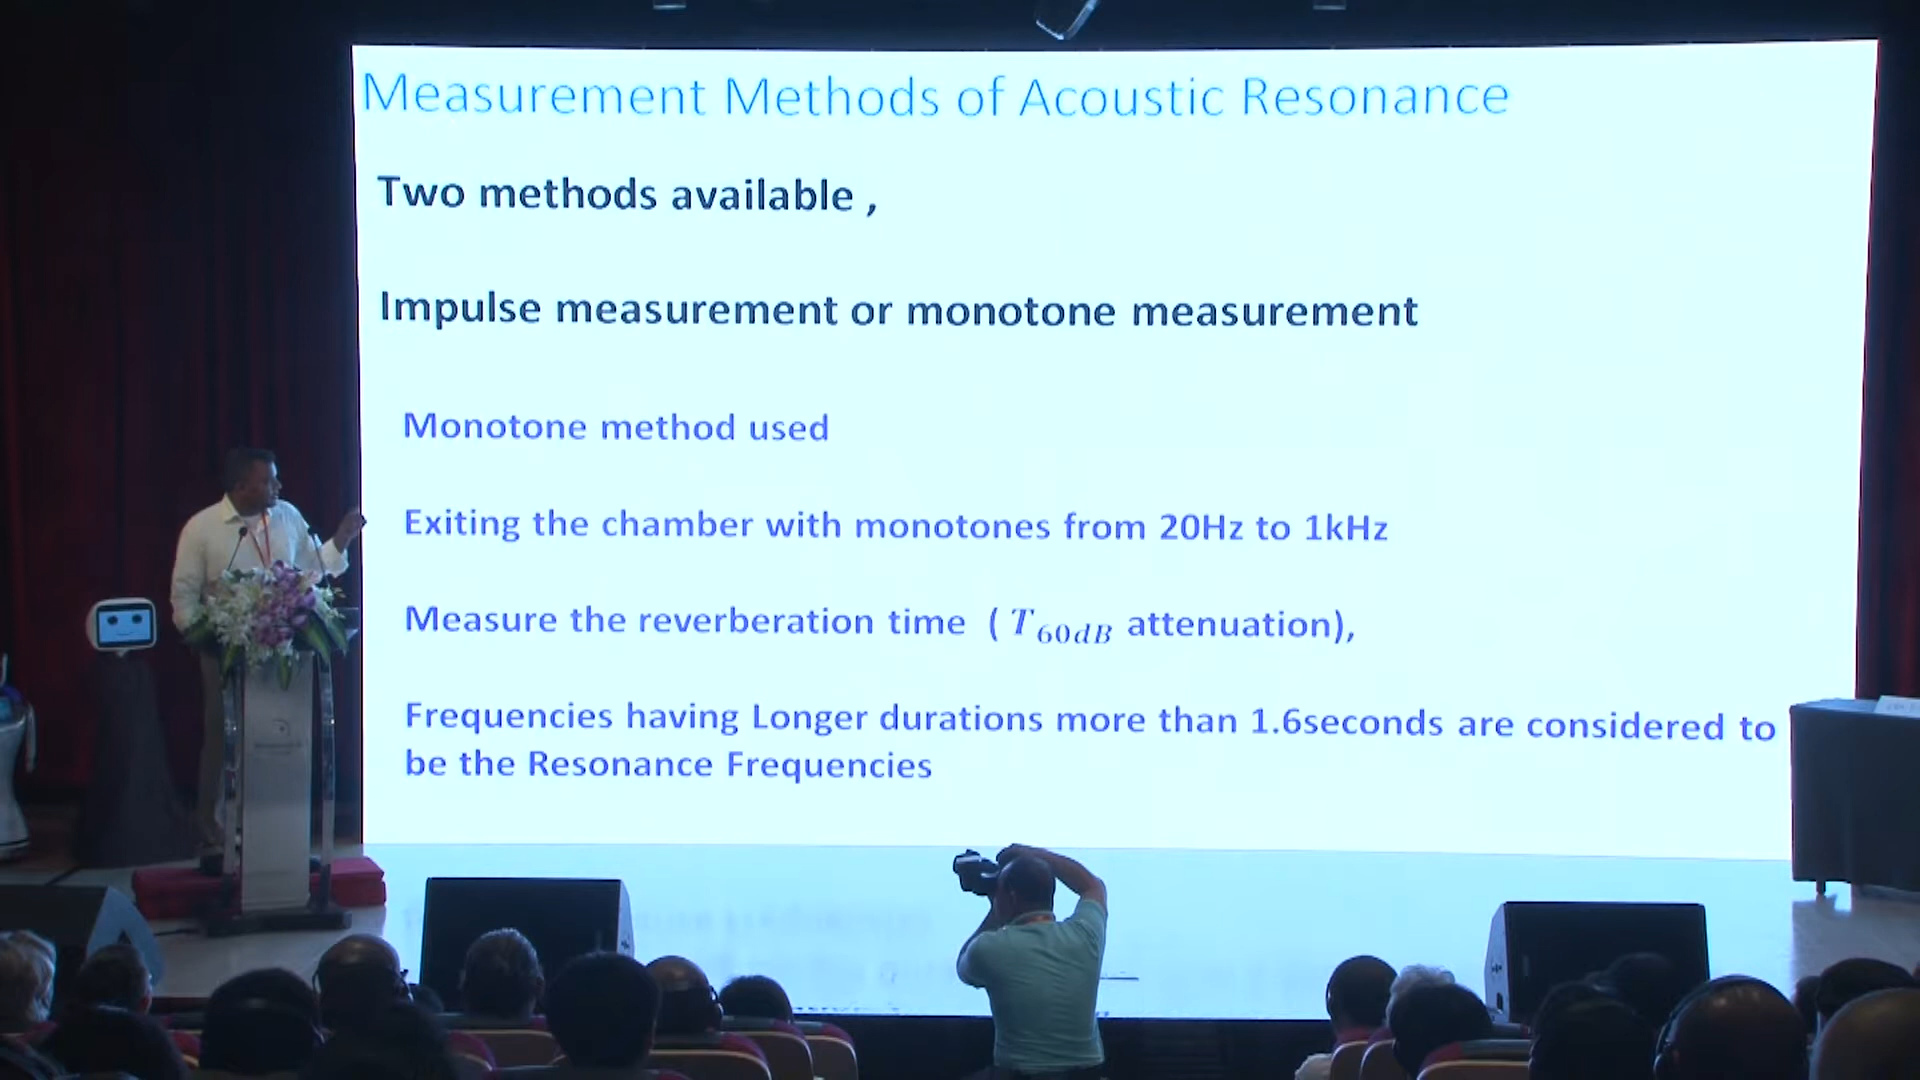 Measurement Methods of Acoustic Resonance
Two methods available ,
Impulse measurement or monotone measurement
Monotone method used
Exiting the chamber with monotones from 20Hz to 1kHz
Measure the reverberation time ( T60dB attenuation),
Frequencies having Longer durations more than 1.6seconds are considered to
be the Resonance Frequencies